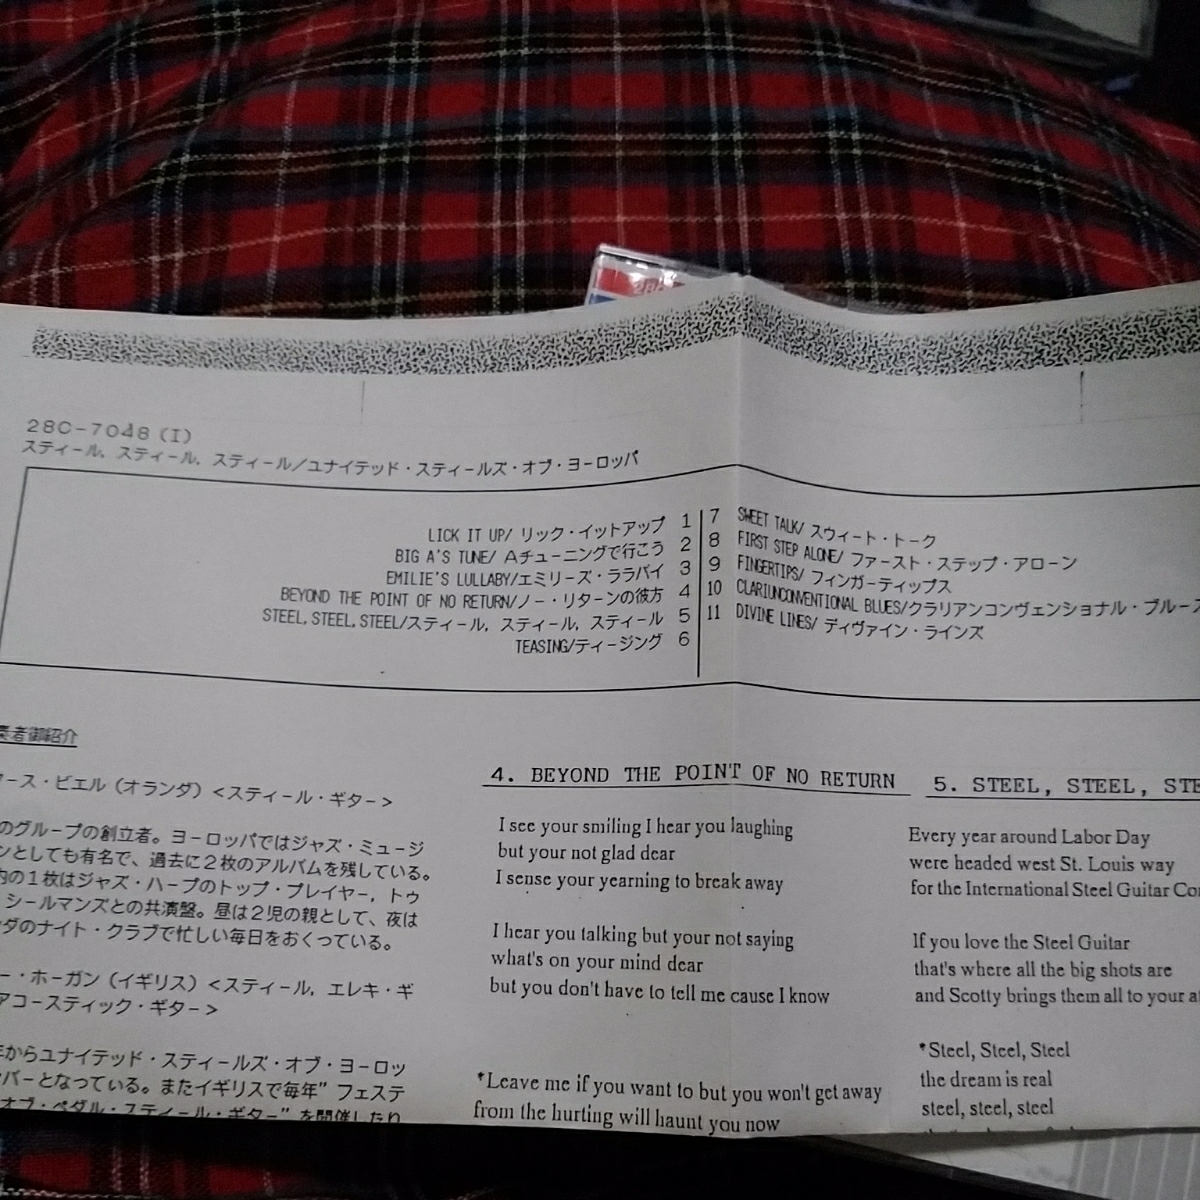 28C-7048(I)
スティール, スティール, スティール／ユナイテッド・スティールズ・オブ・ヨーロッパ
LICK IT UP/ リック・イットアップ 1
BIG A'S TUNE/ Aチューニングで行こう 2
EMILIE'S LULLABY/エミリーズ・ララバイ 3
BEYOND THE POINT OF NO RETURN/ノー・リターンの彼方 4
STEEL,STEEL,STEEL/スティール, スティール, スティール 5
TEASING/ティージング 6
7 SWEET TALK/ スウィート・トーク
8 FIRST STEP ALONE/ ファースト・ステップ・アローン
9 FINGERTIPS/ フィンガーティップス
10 CLARIUNCONVENTIONAL BLUES/クラリアンコンヴェンショナル・ブルース
11 DIVINE LINES/ ディヴァイン・ラインズ
奏者御紹介
ース・ビエル（オランダ）＜スティール・ギター＞
のグループの創立者。ヨーロッパではジャズ・ミュージ
ンとしても有名で、過去に２枚のアルバムを残している。
内の１枚はジャズ・ハープのトップ・プレイヤー, トゥ
シールマンズとの共演盤。昼は２児の親として、夜は
ダのナイト・クラブで忙しい毎日をおくっている。
ー・ホーガン（イギリス）＜スティール, エレキ・ギ
アコースティック・ギター＞
からユナイテッド・スティールズ・オブ・ヨーロッ
バーとなっている。またイギリスで毎年" フェステ
オブ・ペダル・スティール・ギター" を開催したり
4. BEYOND THE POINT OF NO RETURN
I see your smiling I hear you laughing
but your not glad dear
I sense your yearning to break away
I hear you talking but your not saying
what's on your mind dear
but you don't have to tell me cause I know
*Leave me if you want to but you won't get away
from the hurting will haunt you now
5. STEEL, STEEL, STE
Every year around Labor Day
were headed west St. Louis way
for the International Steel Guitar Co
If you love the Steel Guitar
that's where all the big shots are
and Scotty brings them all to your a
*Steel, Steel, Steel
the dream is real
steel, steel, steel